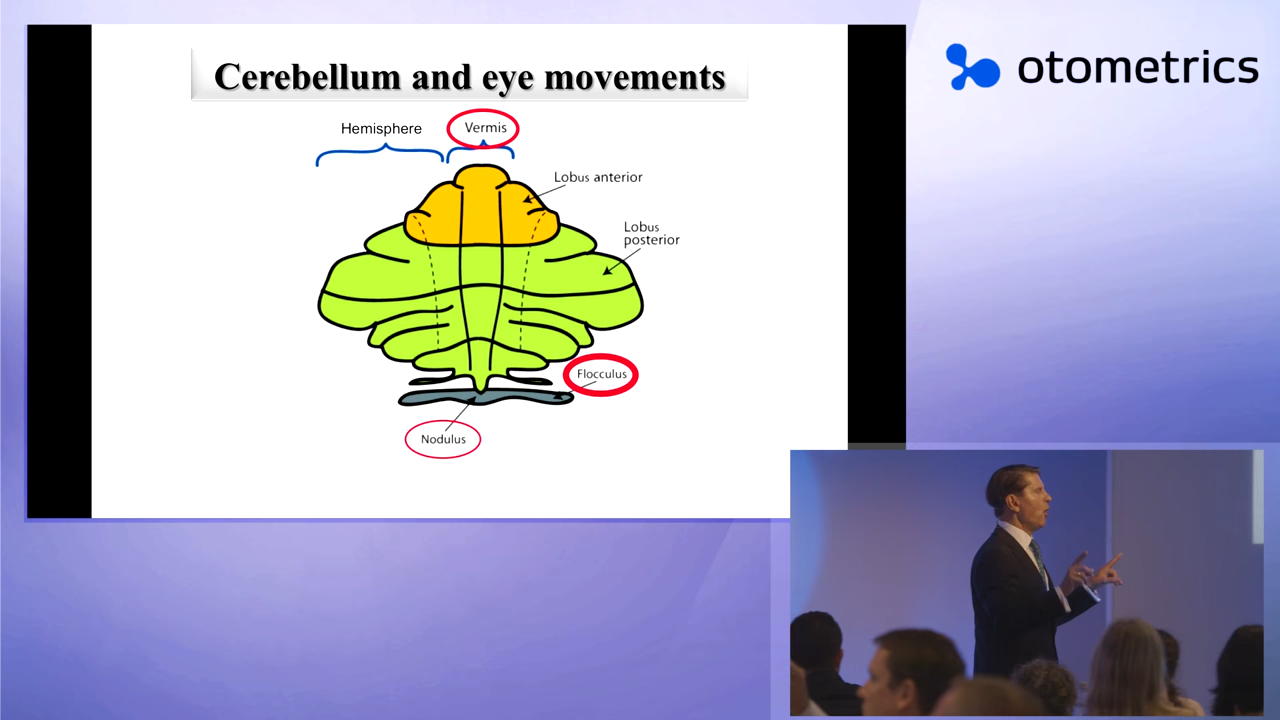 Cerebellum and eye movements
otometrics
Hemisphere
Vermis
Lobus anterior
Lobus
posterior
Flocculus
Nodulus